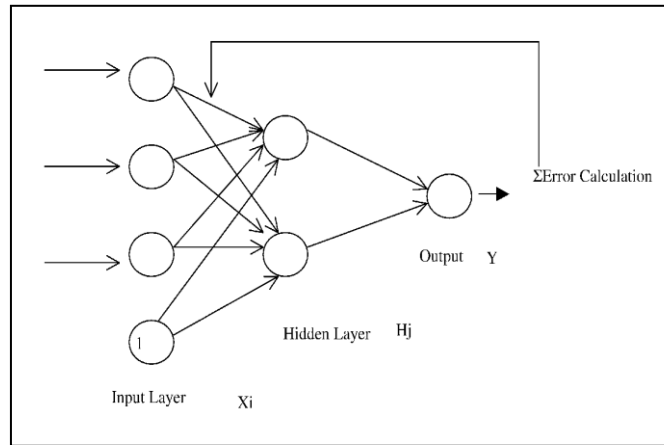 ΣError Calculation
Output Y
Hidden Layer Hj
1
Input Layer Xi